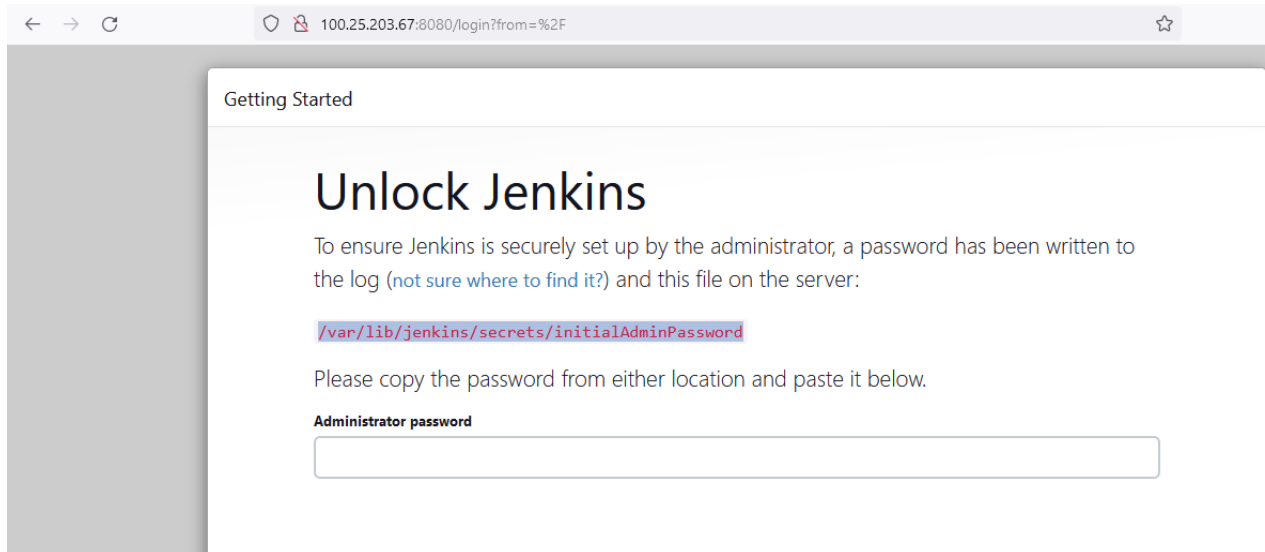 100.25.203.67:8080/login?from=%2F
Getting Started
Unlock Jenkins
To ensure Jenkins is securely set up by the administrator, a password has been written to
the log (not sure where to find it?) and this file on the server:
/var/lib/jenkins/secrets/initialAdminPassword
Please copy the password from either location and paste it below.
Administrator password